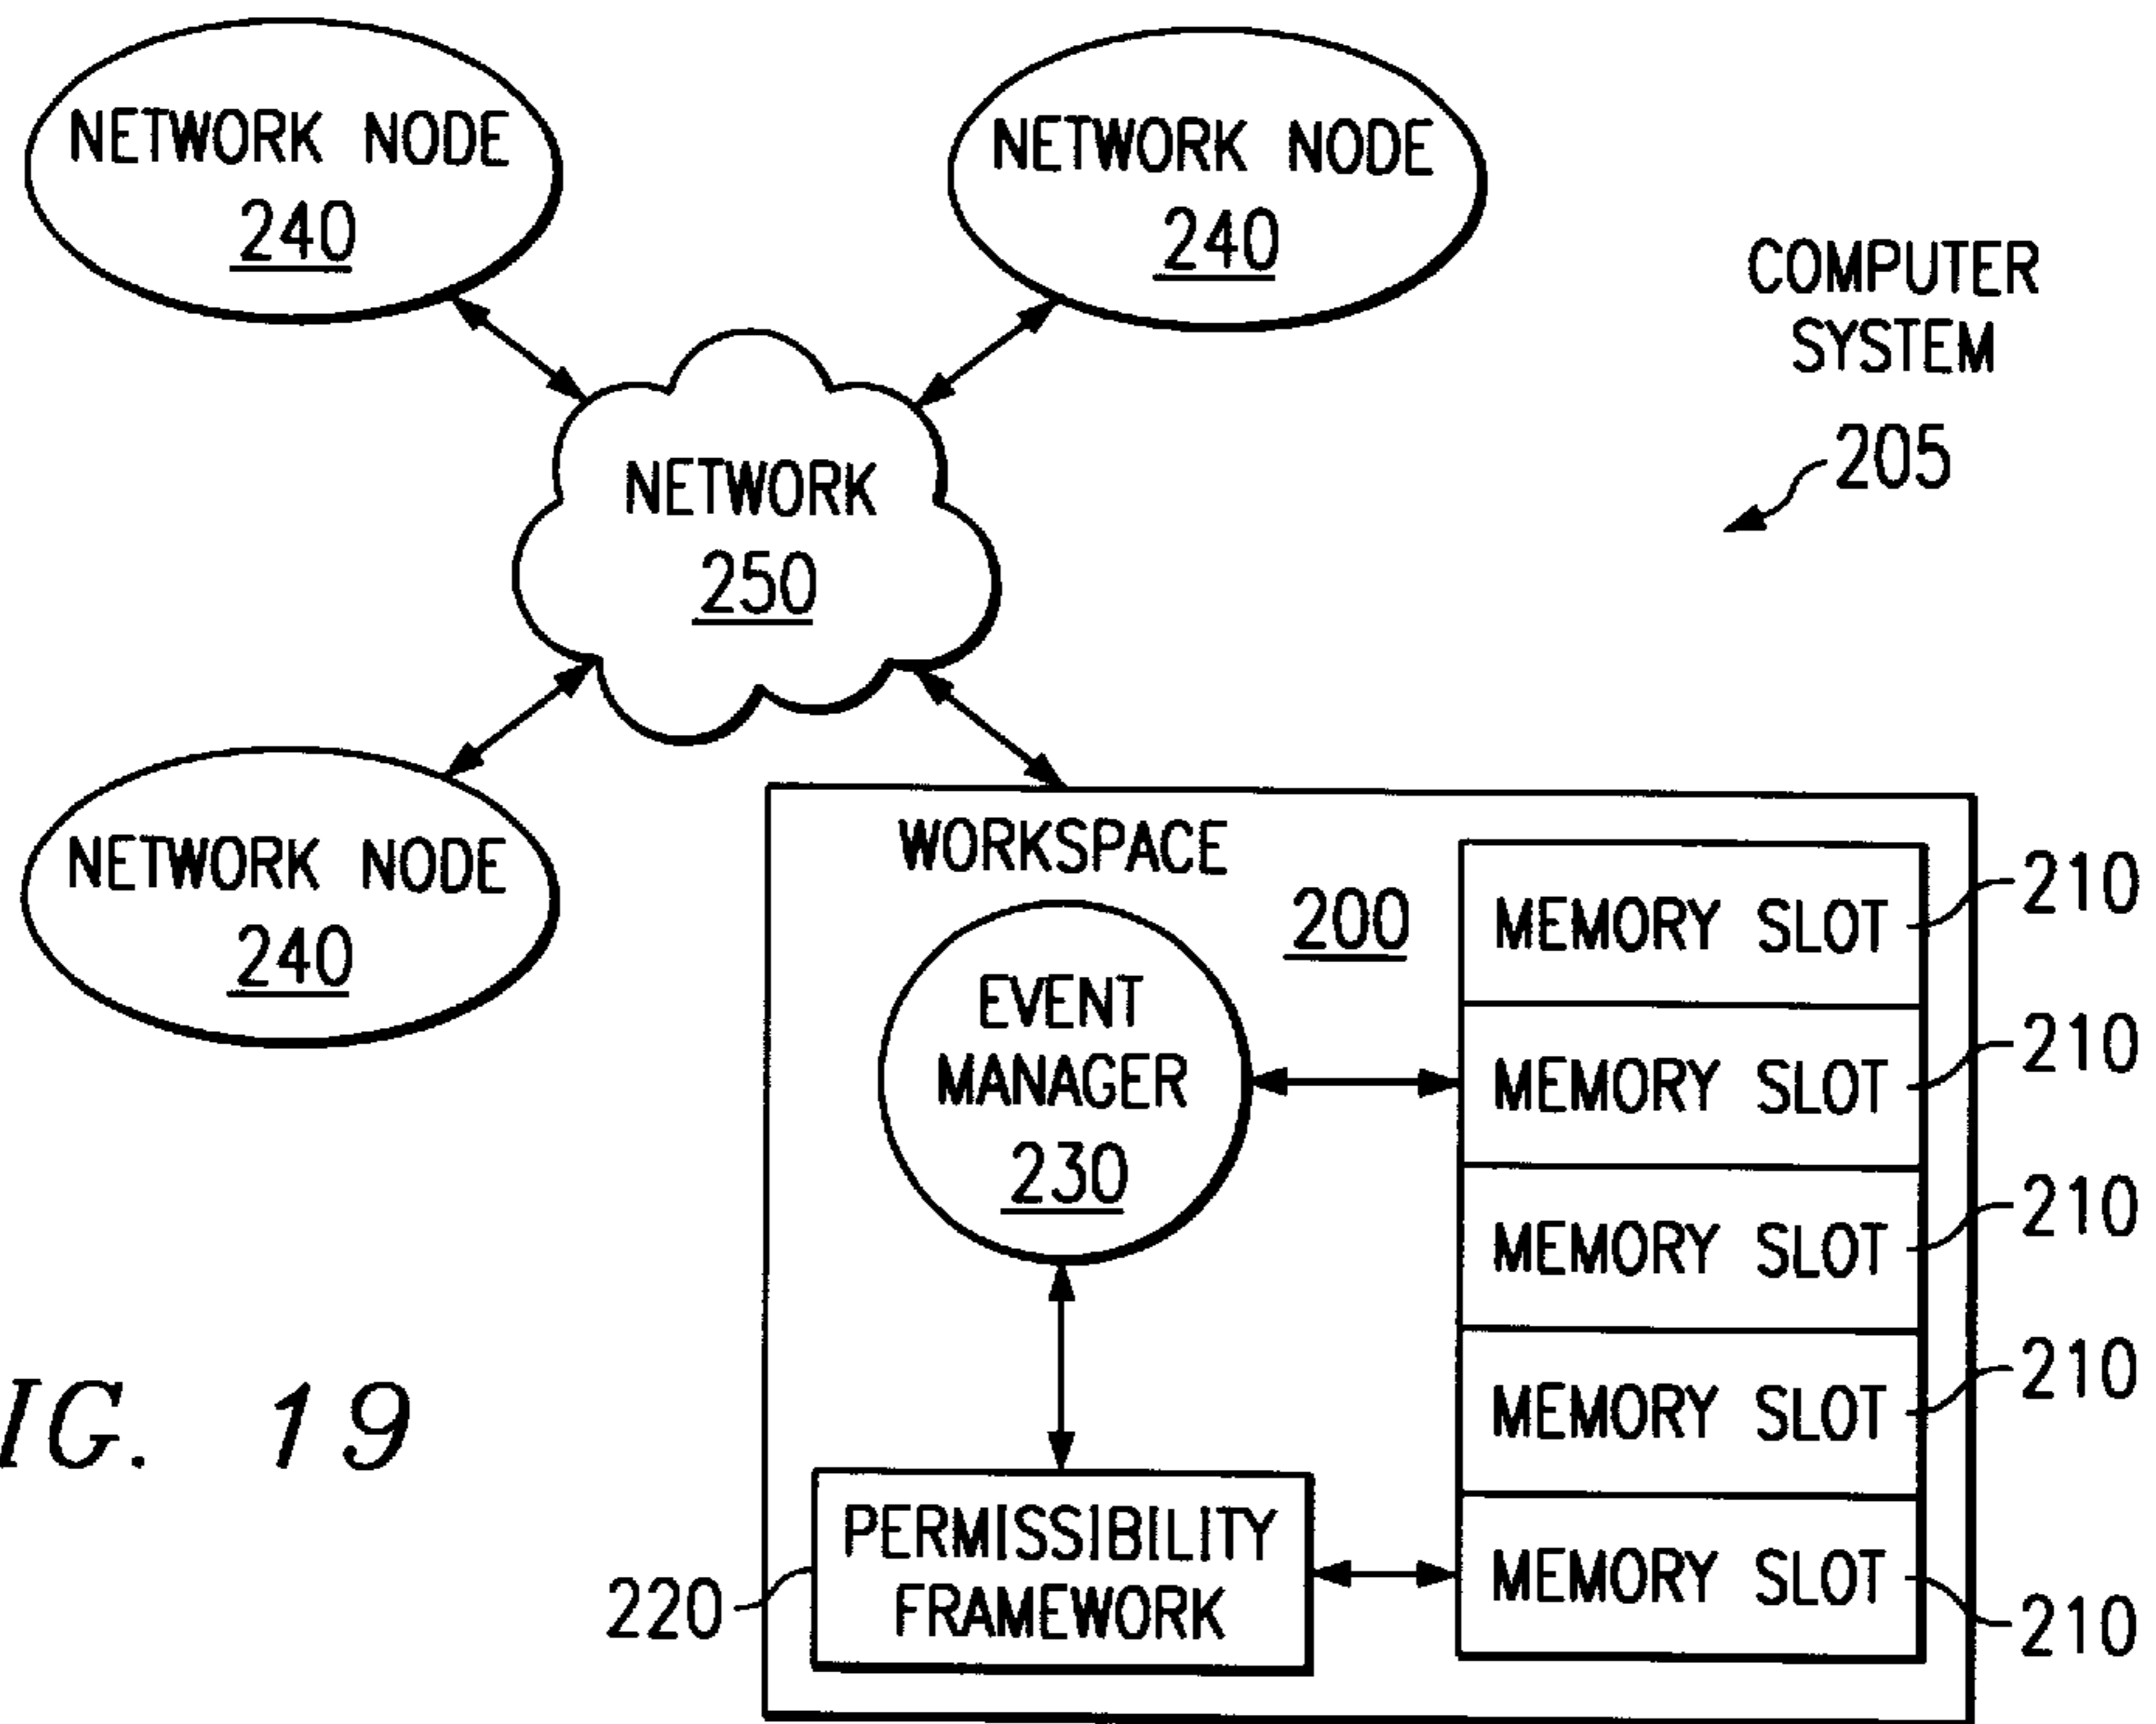 NETWORK NODE
240
NETWORK NODE
240
COMPUTER
SYSTEM
205
NETWORK
250
NETWORK NODE
240
WORKSPACE
200
EVENT
MANAGER
230
MEMORY SLOT
210
MEMORY SLOT
210
MEMORY SLOT
210
MEMORY SLOT
210
MEMORY SLOT
210
PERMISSIBILITY
FRAMEWORK
220
IG. 19